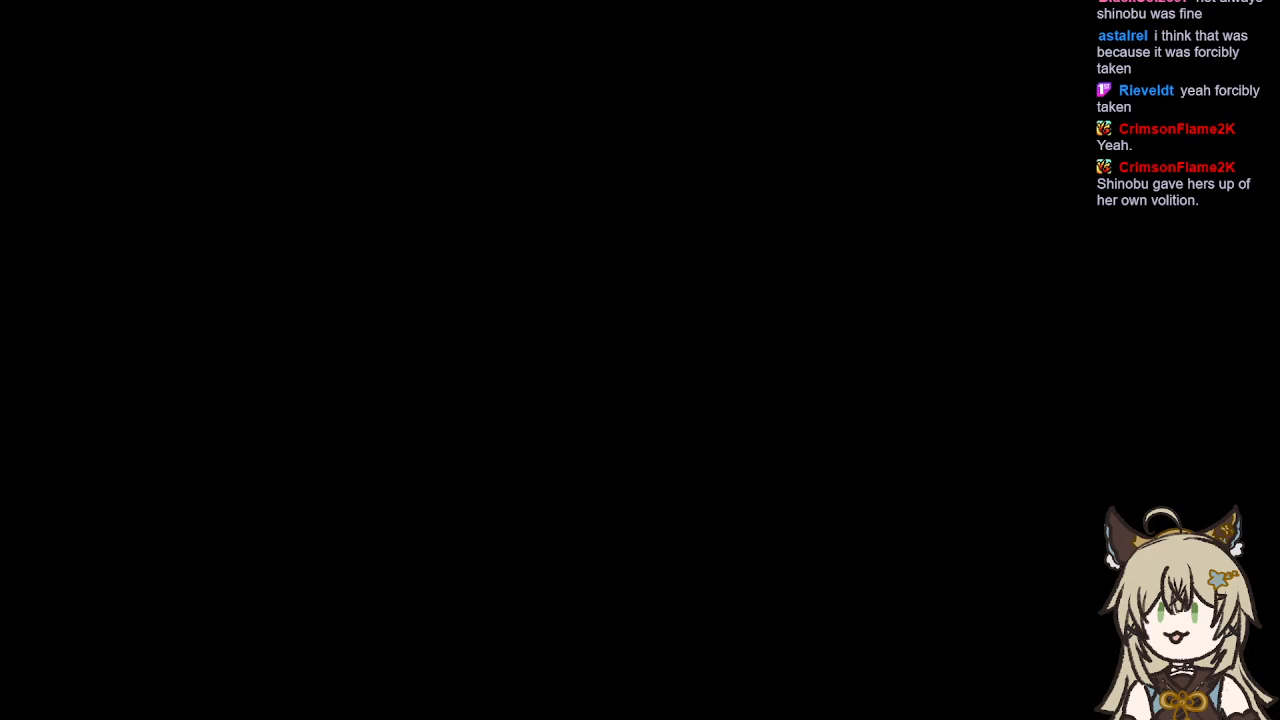 shinobu was fine
astalrel i think that was
because it was forcibly
taken
Rieveldt yeah forcibly
taken
CrimsonFlame2K
Yeah.
CrimsonFlame2K
Shinobu gave hers up of
her own volition.